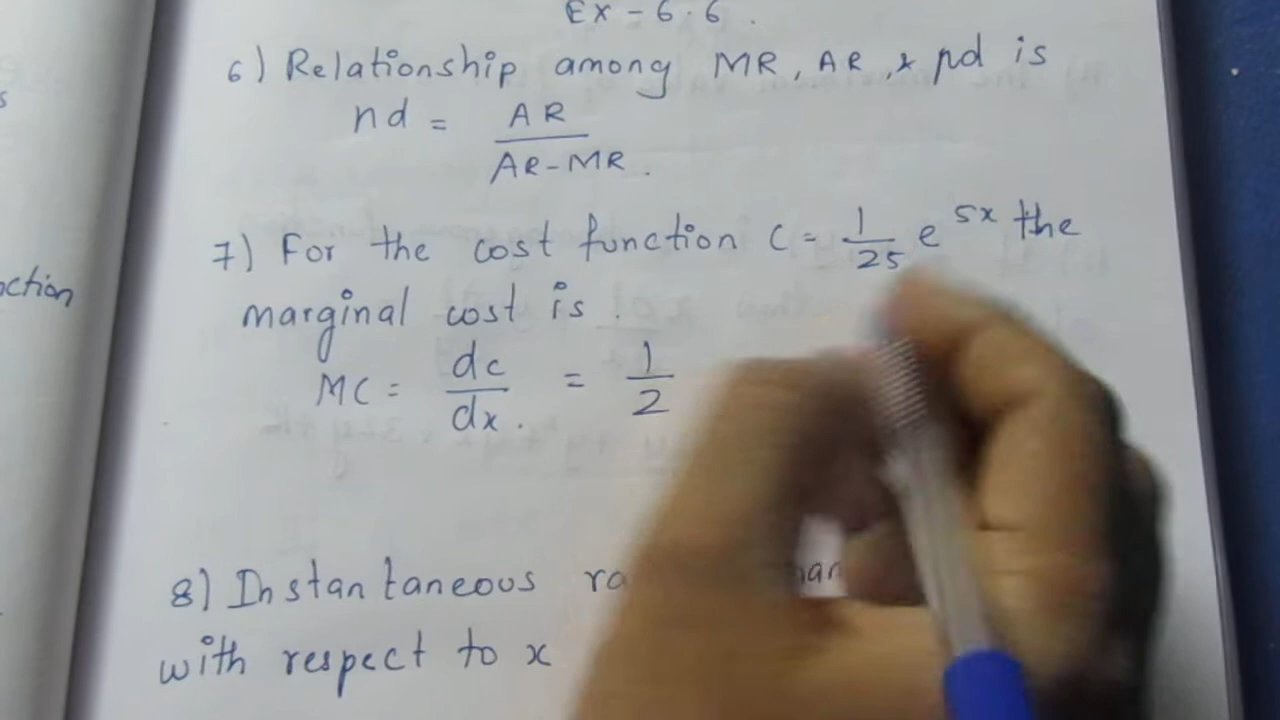 Ex - 6.6.
6) Relationship among MR, AR, & ηd is
ηd = AR / AR - MR.
7) For the cost function C = 1/25 e^5x the
marginal cost is.
MC = dc/dx. = 1/2
8) Instantaneous
with respect to x
ction